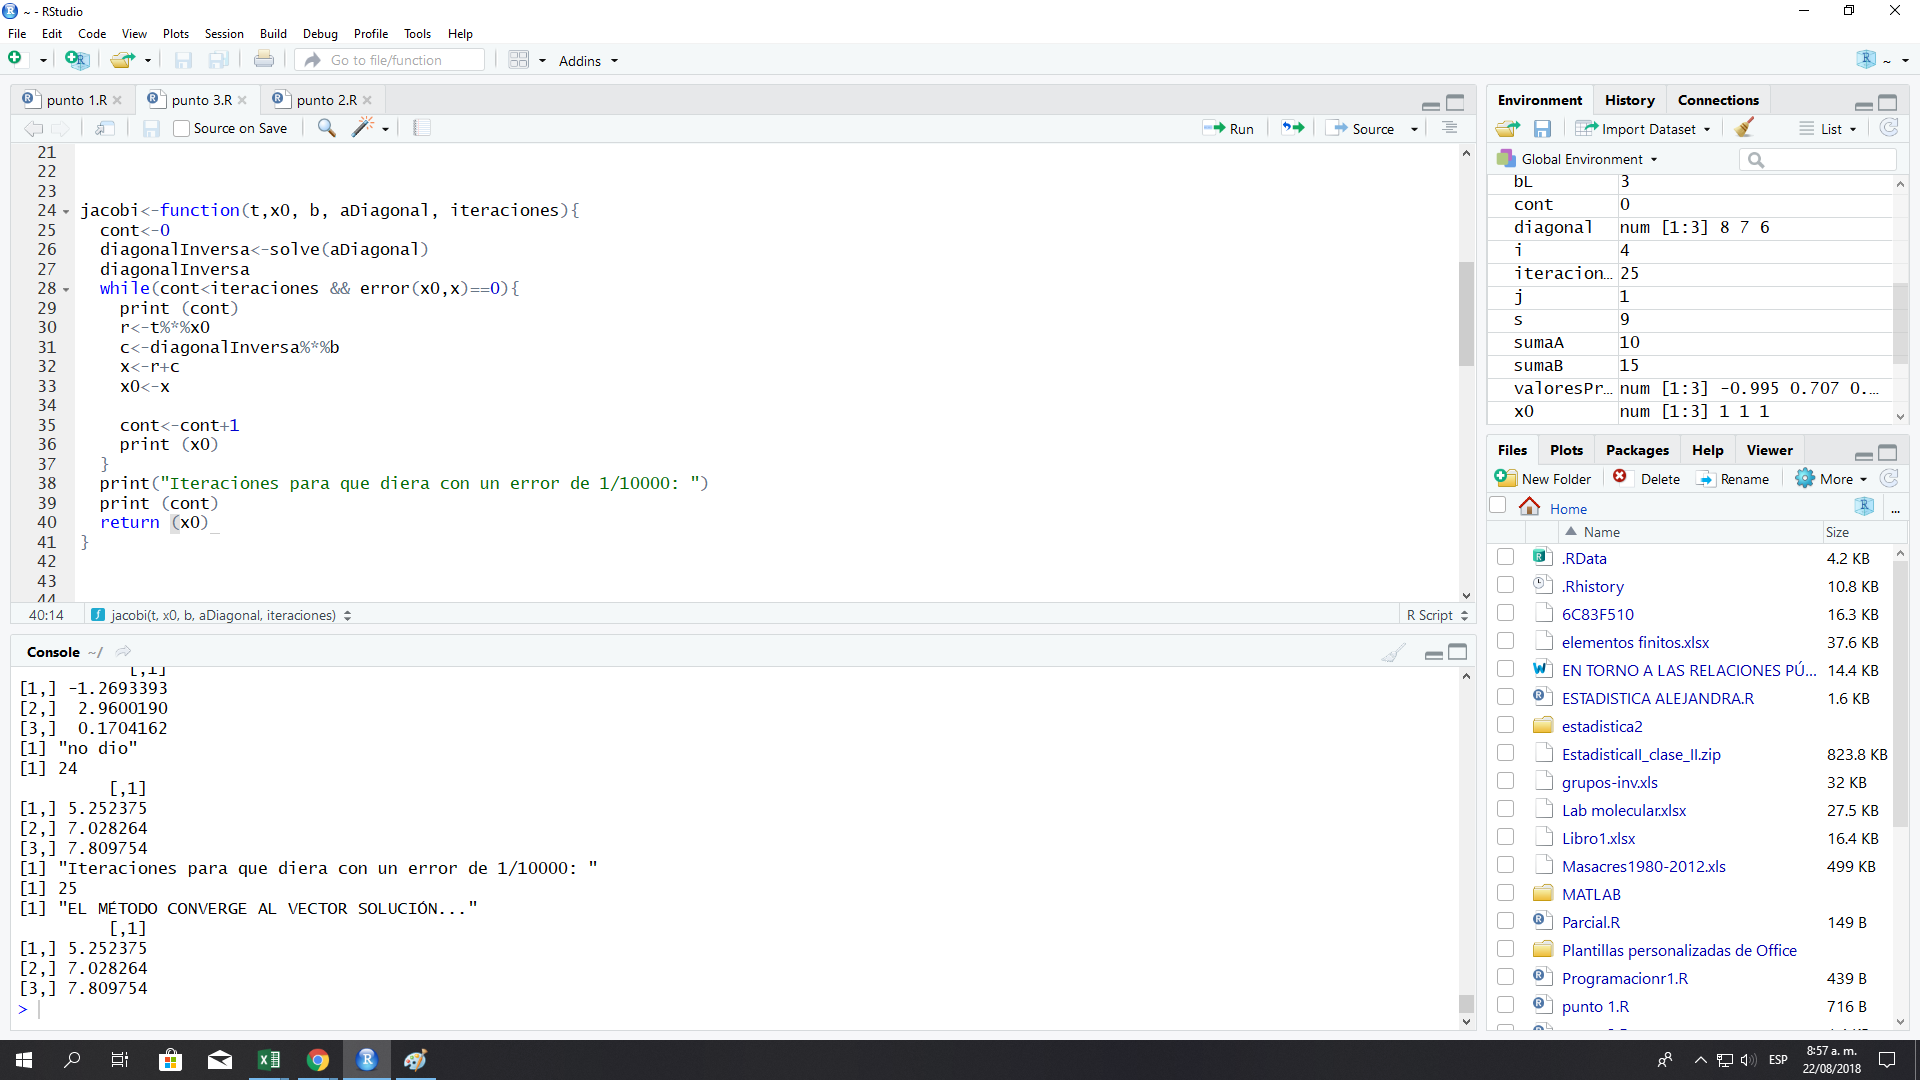 ~ - RStudio
File Edit Code View Plots Session Build Debug Profile Tools Help
Go to file/function Addins ~
punto 1.R punto 3.R punto 2.R
Source on Save Run Source
21
22
23
24 jacobi<-function(t,x0, b, aDiagonal, iteraciones){
25 cont<-0
26 diagonalInversa<-solve(aDiagonal)
27 diagonalInversa
28 while(cont<iteraciones && error(x0,x)==0){
29 print (cont)
30 r<-t%*%x0
31 c<-diagonalInversa%*%b
32 x<-r+c
33 x0<-x
34
35 cont<-cont+1
36 print (x0)
37 }
38 print("Iteraciones para que diera con un error de 1/10000: ")
39 print (cont)
40 return (x0)
41 }
42
43
44
40:14 jacobi(t, x0, b, aDiagonal, iteraciones) R Script
Console ~/
[,1]
[1,] -1.2693393
[2,] 2.9600190
[3,] 0.1704162
[1] "no dio"
[1] 24
[,1]
[1,] 5.252375
[2,] 7.028264
[3,] 7.809754
[1] "Iteraciones para que diera con un error de 1/10000: "
[1] 25
[1] "EL MÉTODO CONVERGE AL VECTOR SOLUCIÓN..."
[,1]
[1,] 5.252375
[2,] 7.028264
[3,] 7.809754
>
Environment History Connections
Import Dataset List
Global Environment
bL 3
cont 0
diagonal num [1:3] 8 7 6
i 4
iteracion... 25
j 1
s 9
sumaA 10
sumaB 15
valoresPr... num [1:3] -0.995 0.707 0...
x0 num [1:3] 1 1 1
Files Plots Packages Help Viewer
New Folder Delete Rename More
Home ...
Name Size
.RData 4.2 KB
.Rhistory 10.8 KB
6C83F510 16.3 KB
elementos finitos.xlsx 37.6 KB
EN TORNO A LAS RELACIONES PÚ... 14.4 KB
ESTADISTICA ALEJANDRA.R 1.6 KB
estadistica2
EstadisticaII_clase_II.zip 823.8 KB
grupos-inv.xls 32 KB
Lab molecular.xlsx 27.5 KB
Libro1.xlsx 16.4 KB
Masacres1980-2012.xls 499 KB
MATLAB
Parcial.R 149 B
Plantillas personalizadas de Office
Programacionr1.R 439 B
punto 1.R 716 B
ESP 8:57 a. m.
22/08/2018